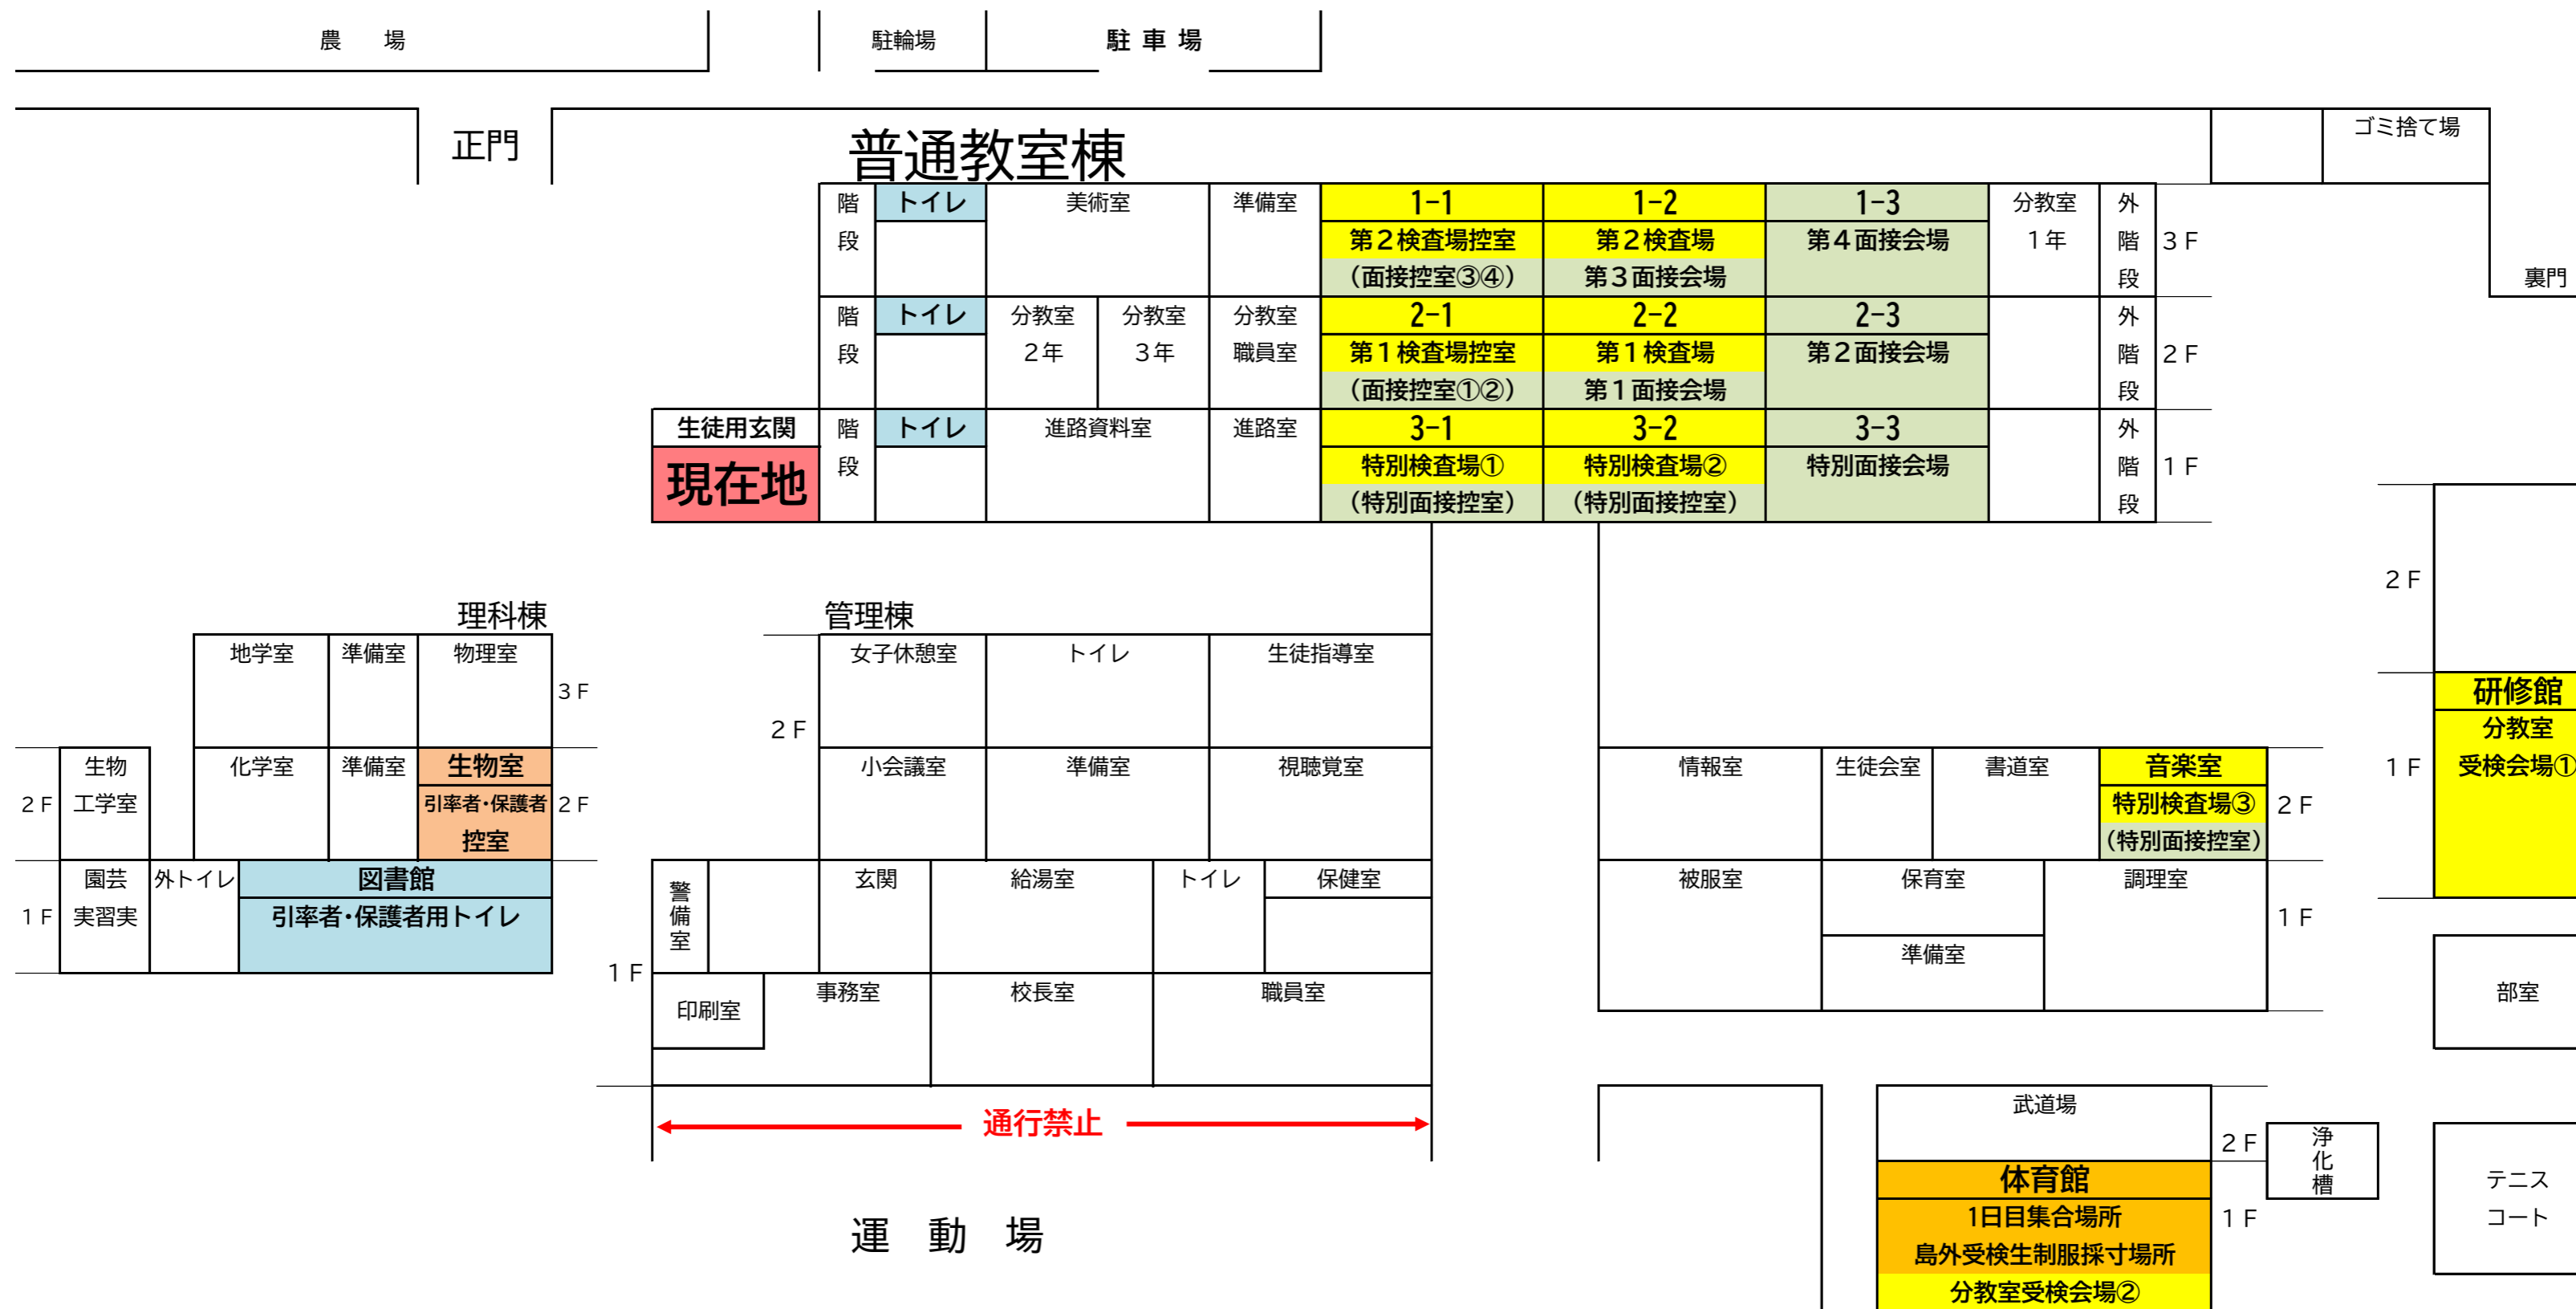 農　場
駐輪場
駐 車 場
正門
普通教室棟
ゴミ捨て場
裏門
階段
トイレ
美術室
準備室
1-1
第２検査場控室
（面接控室③④）
1-2
第２検査場
第３面接会場
1-3
第４面接会場
分教室
１年
外階段
３Ｆ
階段
トイレ
分教室
２年
分教室
３年
分教室
職員室
2-1
第１検査場控室
（面接控室①②）
2-2
第１検査場
第１面接会場
2-3
第２面接会場
外階段
２Ｆ
生徒用玄関
現在地
階段
トイレ
進路資料室
進路室
3-1
特別検査場①
（特別面接控室）
3-2
特別検査場②
（特別面接控室）
3-3
特別面接会場
外階段
１Ｆ
理科棟
地学室
準備室
物理室
３Ｆ
２Ｆ
生物
工学室
化学室
準備室
生物室
引率者・保護者
控室
２Ｆ
１Ｆ
園芸
実習実
外トイレ
図書館
引率者・保護者用トイレ
管理棟
２Ｆ
女子休憩室
トイレ
生徒指導室
小会議室
準備室
視聴覚室
１Ｆ
警備室
玄関
給湯室
トイレ
保健室
印刷室
事務室
校長室
職員室
通行禁止
運　動　場
情報室
生徒会室
書道室
音楽室
特別検査場③
（特別面接控室）
２Ｆ
被服室
保育室
準備室
調理室
１Ｆ
２Ｆ
１Ｆ
研修館
分教室
受検会場①
部室
武道場
２Ｆ
体育館
1日目集合場所
島外受検生制服採寸場所
分教室受検会場②
１Ｆ
浄化槽
テニス
コート